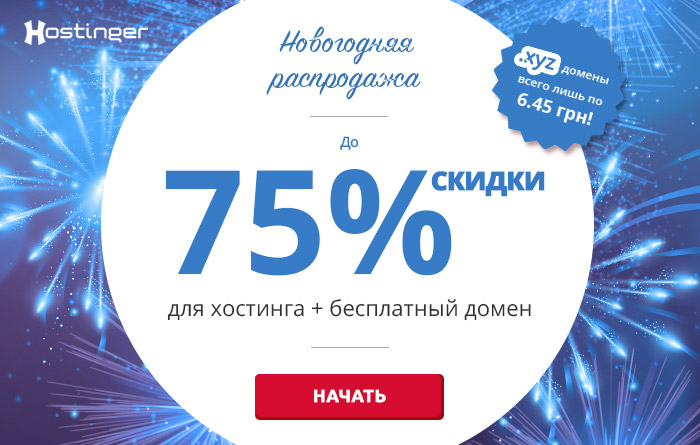 Hostinger
Новогодняя
распродажа
.xyz домены
всего лишь по
6.45 грн!
До
75% скидки
для хостинга + бесплатный домен
НАЧАТЬ